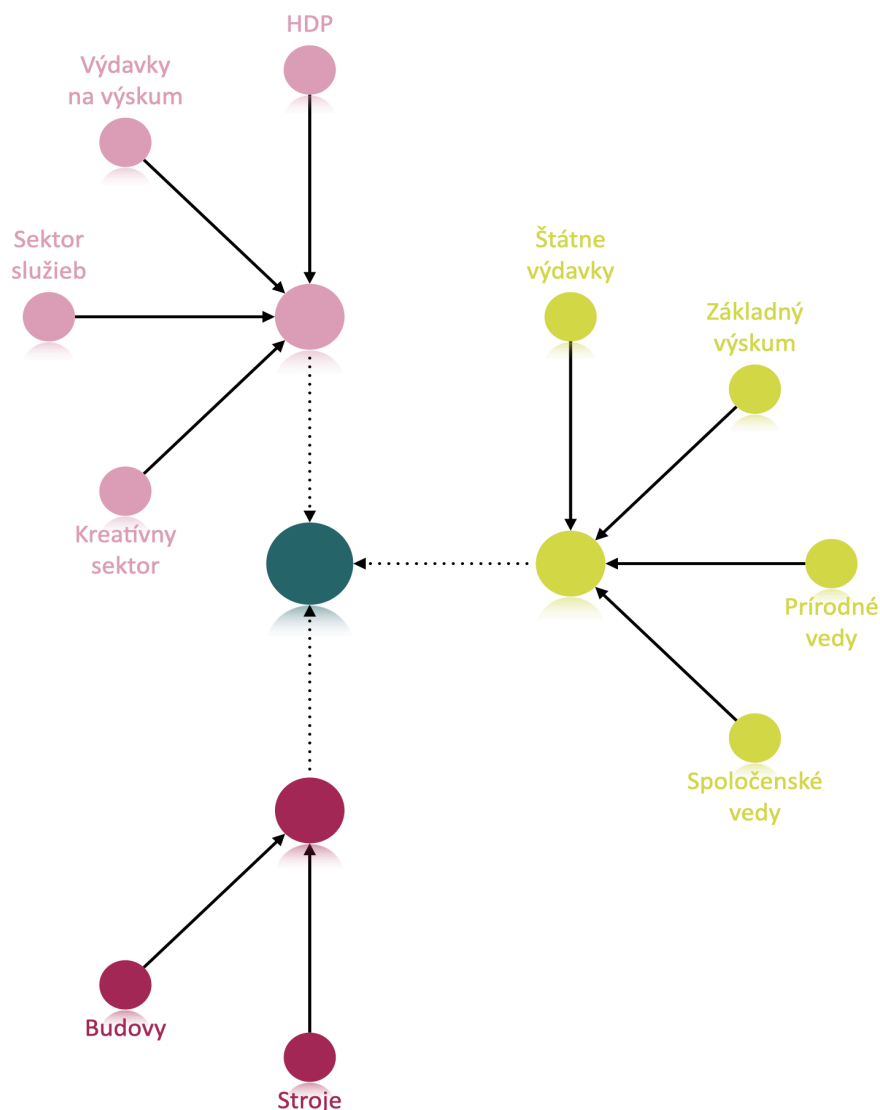 HDP
Výdavky
na výskum
Sektor
služieb
Kreatívny
sektor
Štátne
výdavky
Základný
výskum
Prírodné
vedy
Spoločenské
vedy
Budovy
Stroje